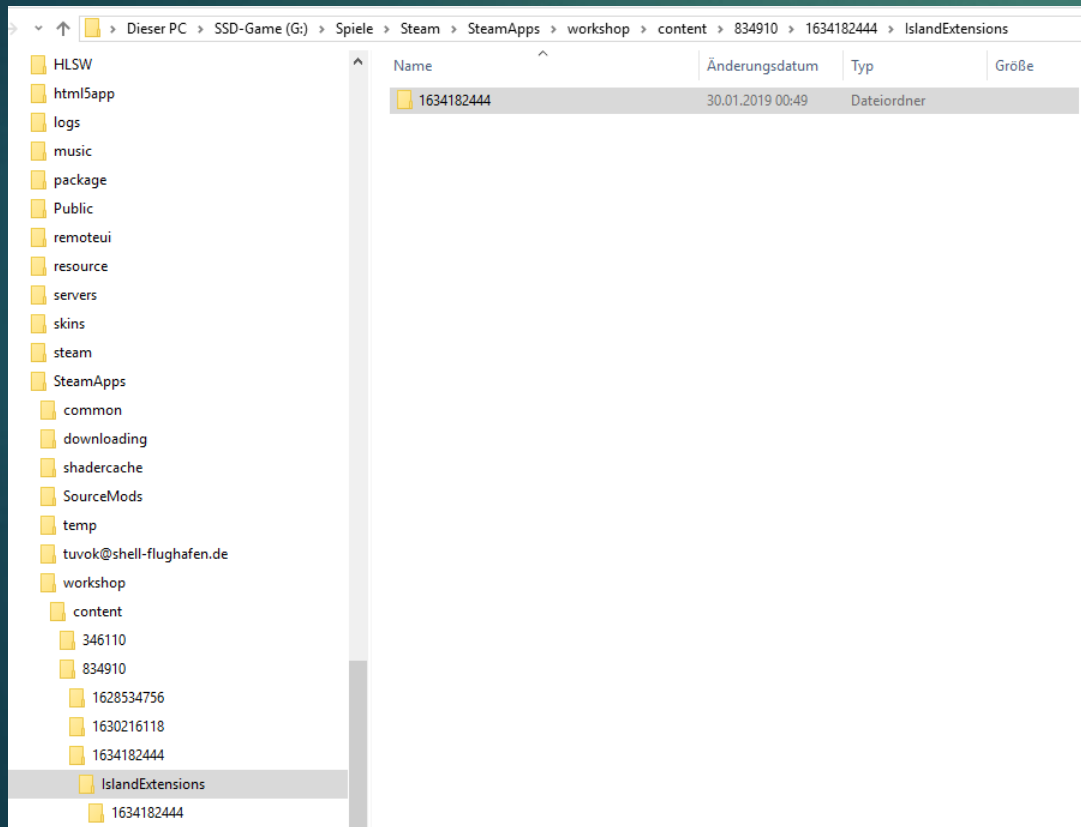 Dieser PC > SSD-Game (G:) > Spiele > Steam > SteamApps > workshop > content > 834910 > 1634182444 > IslandExtensions
HLSW
html5app
logs
music
package
Public
remoteui
resource
servers
skins
steam
SteamApps
common
downloading
shadercache
SourceMods
temp
tuvok@shell-flughafen.de
workshop
content
346110
834910
1628534756
1630216118
1634182444
IslandExtensions
1634182444
Name Änderungsdatum Typ Größe
1634182444 30.01.2019 00:49 Dateiordner